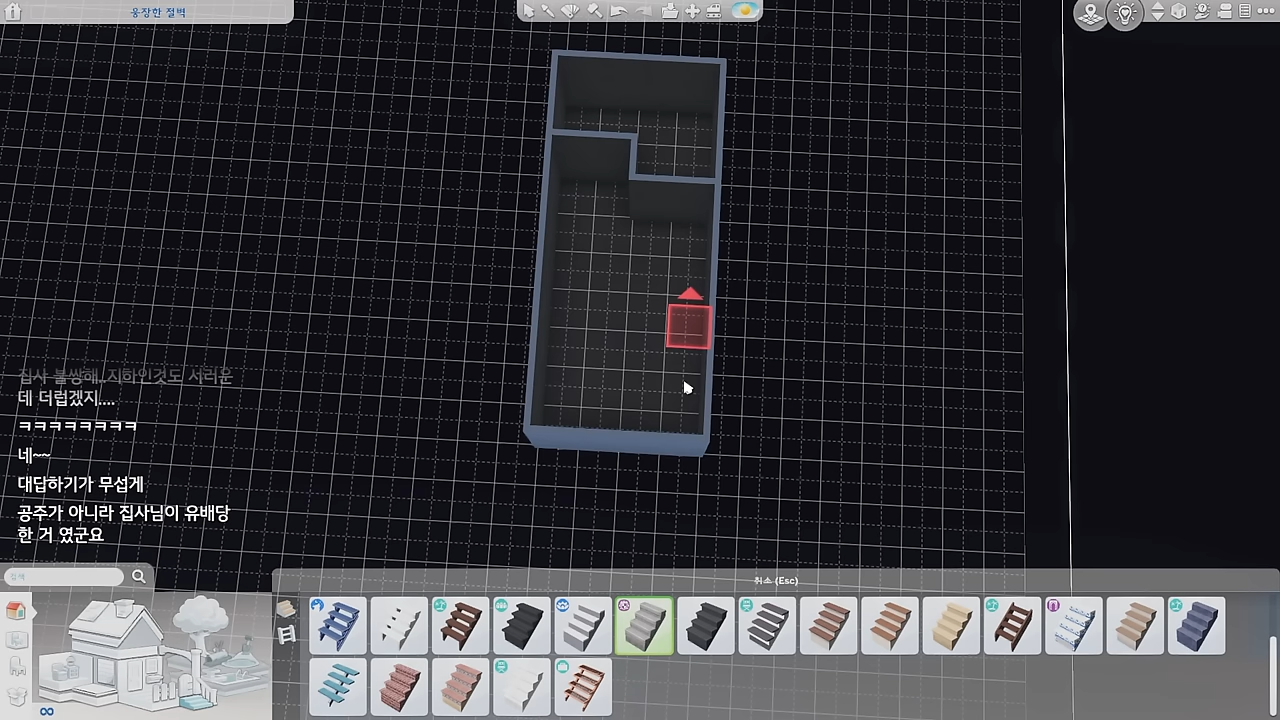 웅장한 절벽
집사 불쌍해..지하인것도 서러운
데 더럽겠지....
ㅋㅋㅋㅋㅋㅋㅋㅋ
네~~
대답하기가 무섭게
공주가 아니라 집사님이 유배당
한 거 였군요
검색
취소 (Esc)